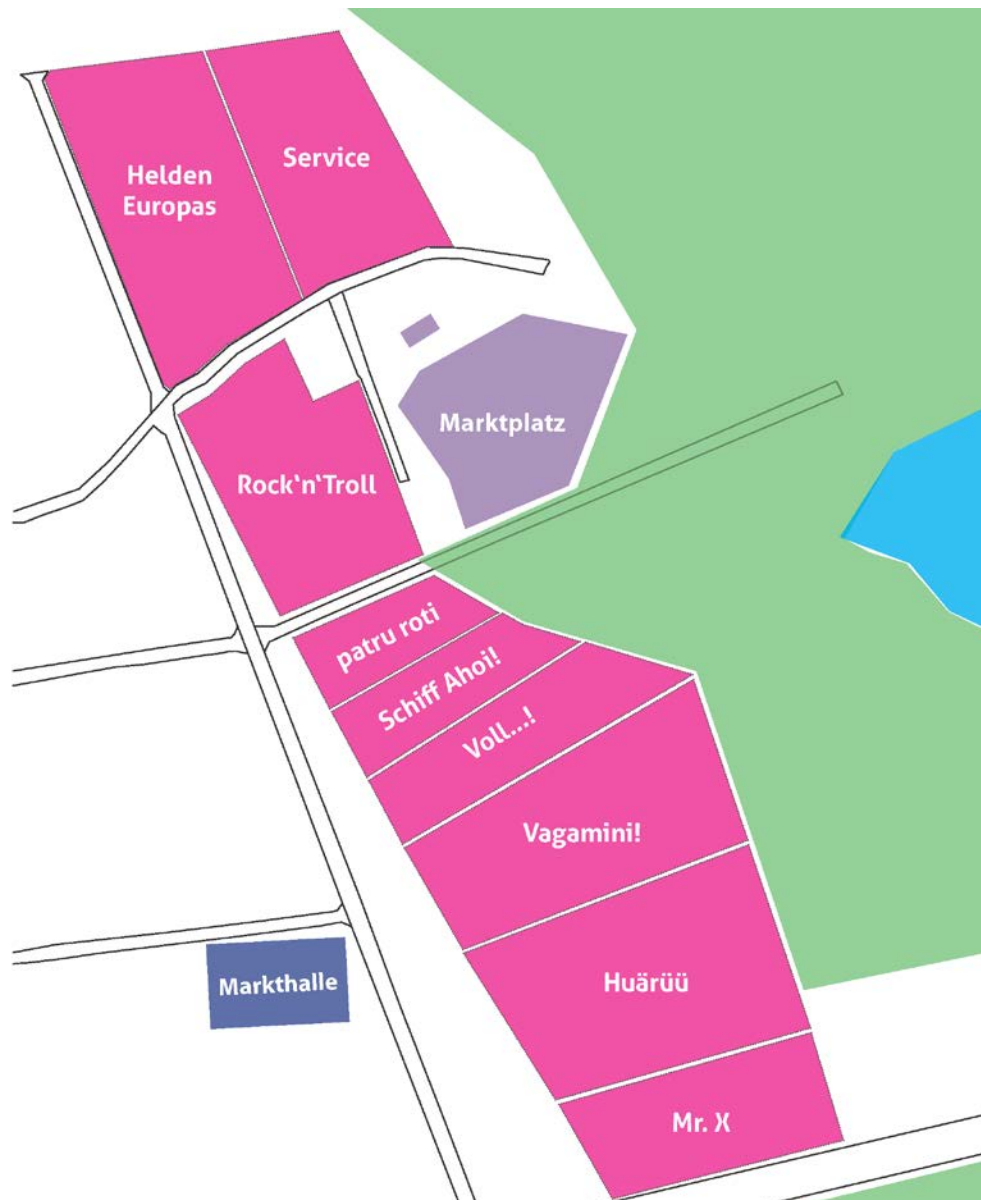 Service
Helden
Europas
Marktplatz
Rock‘n‘Troll
patru roti
Schiff Ahoi!
Voll...!
Vagamini!
Huärüü
Markthalle
Mr. X